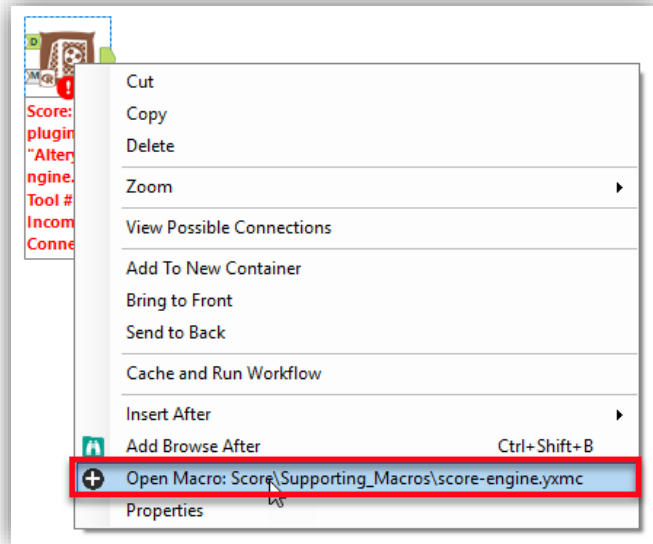 D
M
R
Score:
plugin
"Altery
ngine.
Tool #
Incom
Conne
Cut
Copy
Delete
Zoom
View Possible Connections
Add To New Container
Bring to Front
Send to Back
Cache and Run Workflow
Insert After
Add Browse After Ctrl+Shift+B
Open Macro: Score\Supporting_Macros\score-engine.yxmc
Properties